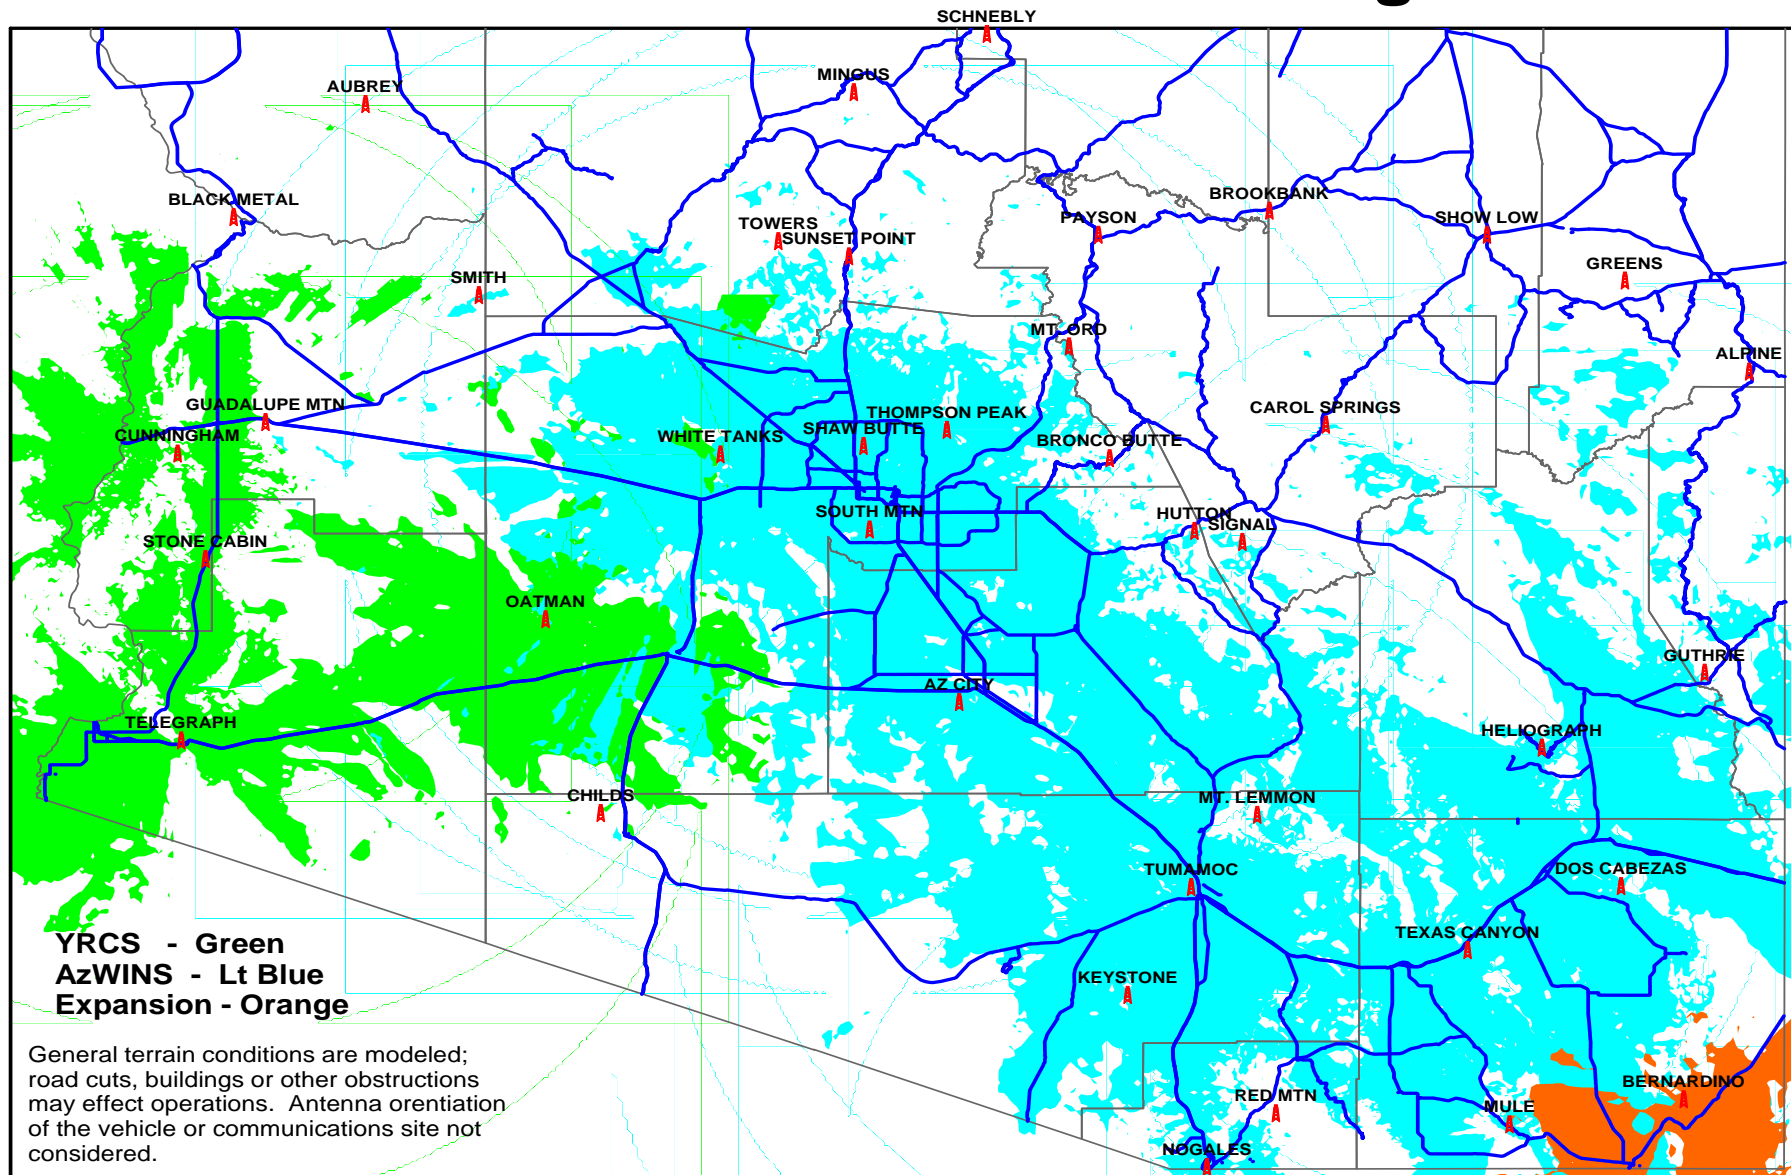 SCHNEBLY
AUBREY
MINGUS
BLACK METAL
TOWERS
SUNSET POINT
PAYSON
BROOKBANK
SHOW LOW
SMITH
GREENS
MT. ORD
ALPINE
GUADALUPE MTN
CUNNINGHAM
WHITE TANKS
SHAW BUTTE
THOMPSON PEAK
BRONCO BUTTE
CAROL SPRINGS
STONE CABIN
SOUTH MTN
HUTTON
SIGNAL
OATMAN
GUTHRIE
AZ CITY
TELEGRAPH
HELIOGRAPH
CHILDS
MT. LEMMON
TUMAMOC
DOS CABEZAS
TEXAS CANYON
KEYSTONE
BERNARDINO
RED MTN
MULE
NOGALES
YRCS - Green
AzWINS - Lt Blue
Expansion - Orange
General terrain conditions are modeled;
road cuts, buildings or other obstructions
may effect operations. Antenna orentiation
of the vehicle or communications site not
considered.